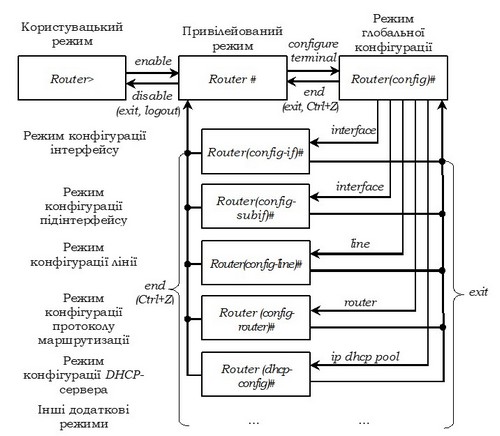 Користувацький
режим
Привілейований
режим
Режим
глобальної
конфігурації
Router>
enable
disable
(exit, logout)
Router #
configure
terminal
end
(exit, Ctrl+Z)
Router(config)#
Режим конфігурації
інтерфейсу
Router(config-if)#
interface
Режим
конфігурації
підінтерфейсу
Router(config-
subif)#
interface
Режим
конфігурації лінії
Router(config-line)#
line
end
(Ctrl+Z)
exit
Режим
конфігурації
протоколу
маршрутизації
Router (config-
router)#
router
Режим
конфігурації DHCP-
сервера
Router (dhcp-
config)#
ip dhcp pool
Інші додаткові
режими
...
...